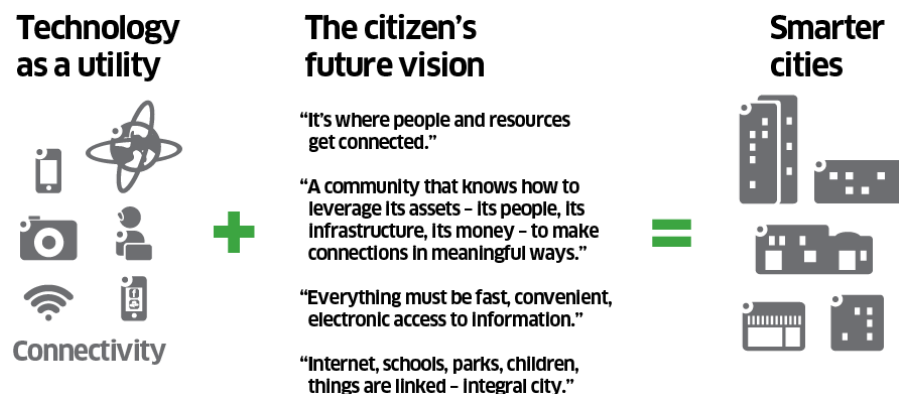 Technology
as a utility
Connectivity
The citizen's
future vision
"It's where people and resources
get connected."
"A community that knows how to
leverage its assets – its people, its
infrastructure, its money – to make
connections in meaningful ways."
"Everything must be fast, convenient,
electronic access to information."
"Internet, schools, parks, children,
things are linked – integral city."
Smarter
cities